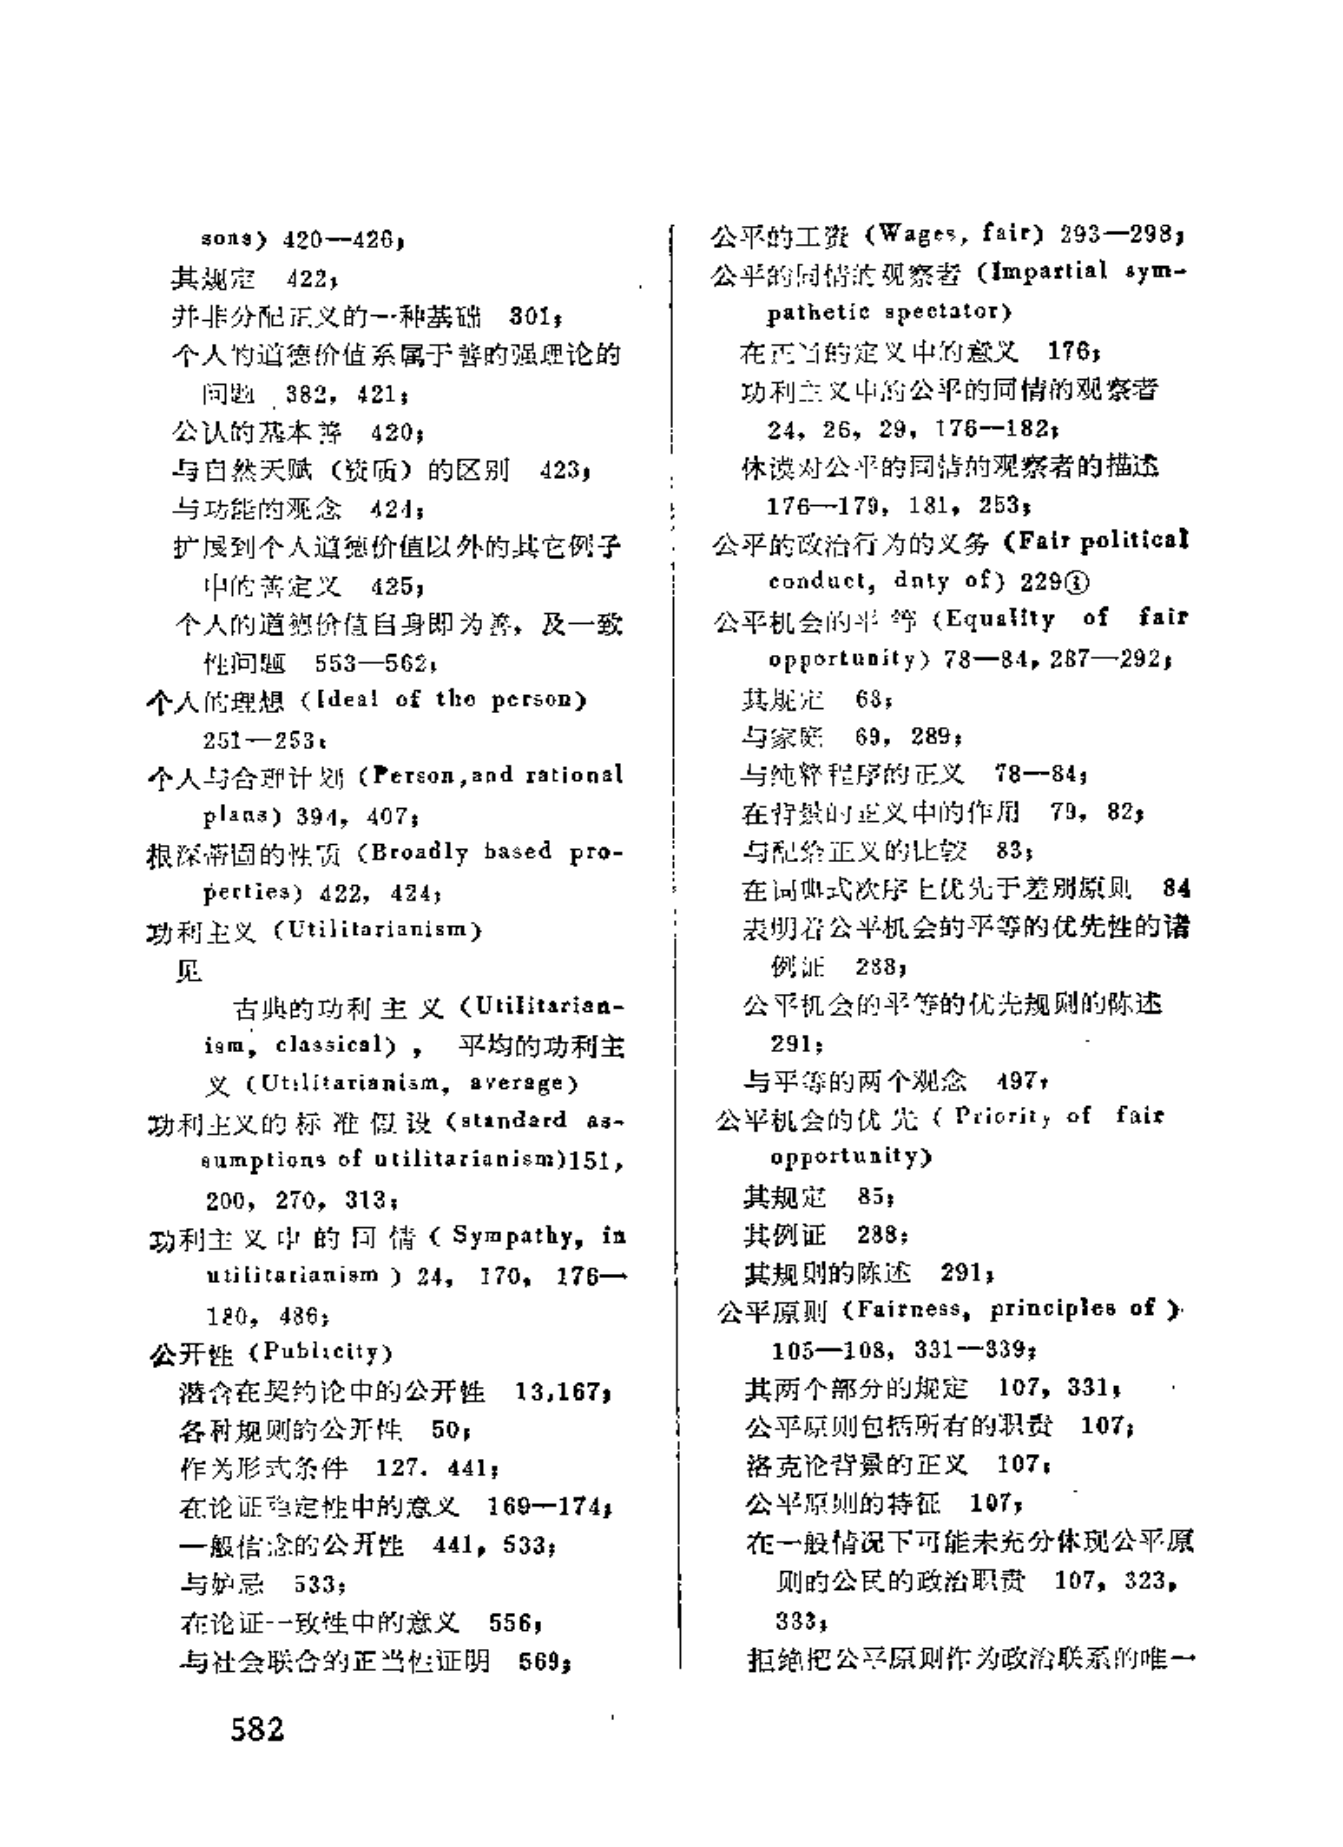 sons) 420—426;
其规定 422;
并非分配正义的一种基础 301;
个人的道德价值系属于善的强理论的
问题 382, 421;
公认的基本善 420;
与自然天赋（资质）的区别 423;
与功能的观念 424;
扩展到个人道德价值以外的其它例子
中的善定义 425;
个人的道德价值自身即为善，及一致
性问题 553—562;
个人的理想（Ideal of the person)
251—253;
个人与合理计划（Person,and rational
plans) 394, 407;
根深蒂固的性质（Broadly based pro-
perties) 422, 424;
功利主义（Utilitarianism)
见
古典的功利主义（Utilitarian-
ism, classical)， 平均的功利主
义（Utilitarianism, average)
功利主义的标准假设（standard as-
sumptions of utilitarianism)151,
200, 270, 313;
功利主义中的同情（Sympathy, in
utilitarianism ) 24, 170, 176—
180, 486;
公开性（Publicity)
潜含在契约论中的公开性 13,167;
各种规则的公开性 50;
作为形式条件 127. 441;
在论证稳定性中的意义 169—174;
一般信念的公开性 441, 533;
与妒忌 533;
在论证一致性中的意义 556;
与社会联合的正当性证明 569;
公平的工资（Wages, fair) 293—298;
公平的同情的观察者（Impartial sym-
pathetic spectator)
在正当的定义中的意义 176;
功利主义中的公平的同情的观察者
24, 26, 29, 176—182;
休谟对公平的同情的观察者的描述
176—179, 181, 253;
公平的政治行为的义务（Fair political
conduct, dnty of) 229①
公平机会的平等（Equality of fair
opportunity) 78—84, 287—292;
其规定 63;
与家庭 69, 289;
与纯粹程序的正义 78—84;
在背景的正义中的作用 79, 82;
与配给正义的比较 83;
在词典式次序上优先于差别原则 84
表明着公平机会的平等的优先性的诸
例证 288;
公平机会的平等的优先规则的陈述
291;
与平等的两个观念 497;
公平机会的优先（Priority of fair
opportunity)
其规定 85;
其例证 288;
其规则的陈述 291;
公平原则（Fairness, principles of )
105—108, 331—339;
其两个部分的规定 107, 331;
公平原则包括所有的职责 107;
洛克论背景的正义 107;
公平原则的特征 107;
在一般情况下可能未充分体现公平原
则的公民的政治职责 107, 323,
333;
拒绝把公平原则作为政治联系的唯一
582